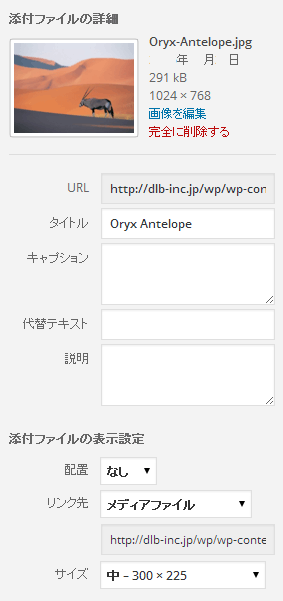 添付ファイルの詳細
Oryx-Antelope.jpg
年 月 日
291 kB
1024 × 768
画像を編集
完全に削除する
URL http://dlb-inc.jp/wp/wp-con
タイトル Oryx Antelope
キャプション
代替テキスト
説明
添付ファイルの表示設定
配置 なし
リンク先 メディアファイル
http://dlb-inc.jp/wp/wp-conte
サイズ 中 – 300 × 225